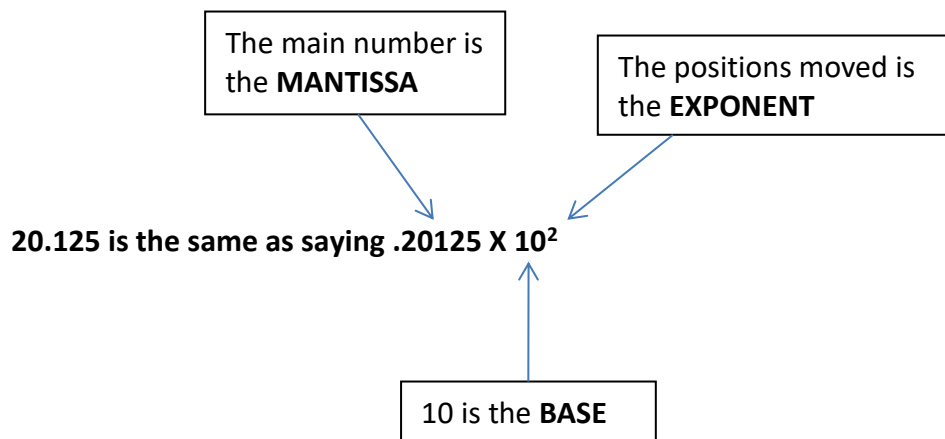 The main number is
the MANTISSA
The positions moved is
the EXPONENT
20.125 is the same as saying .20125 X 10²
10 is the BASE